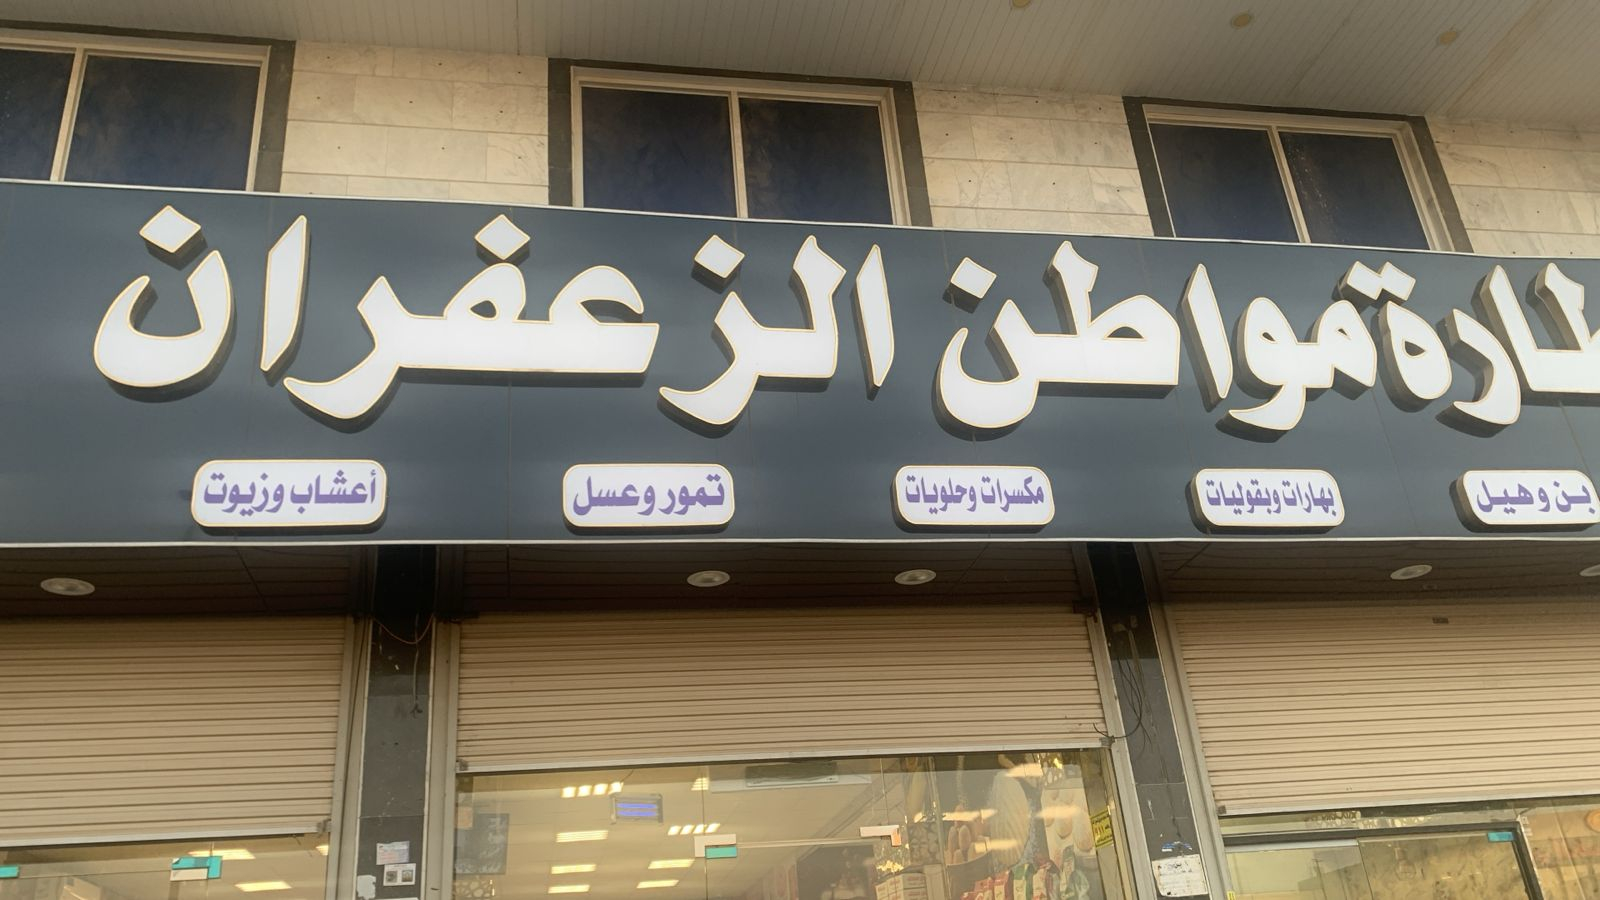 طارة مواطن الزعفران
بن وهيل
بهارات وبقوليات
مكسرات وحلويات
تمور وعسل
أعشاب وزيوت